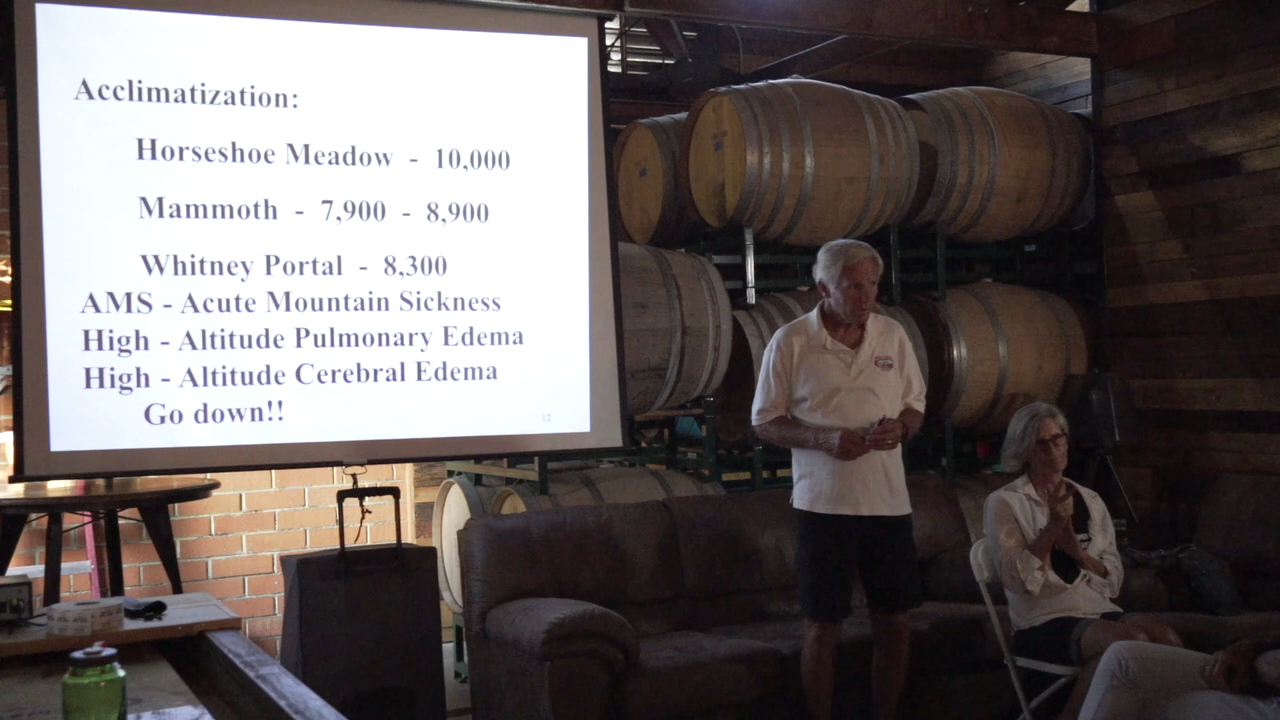 Acclimatization:
Horseshoe Meadow - 10,000
Mammoth - 7,900 - 8,900
Whitney Portal - 8,300
AMS - Acute Mountain Sickness
High - Altitude Pulmonary Edema
High - Altitude Cerebral Edema
Go down!!
12